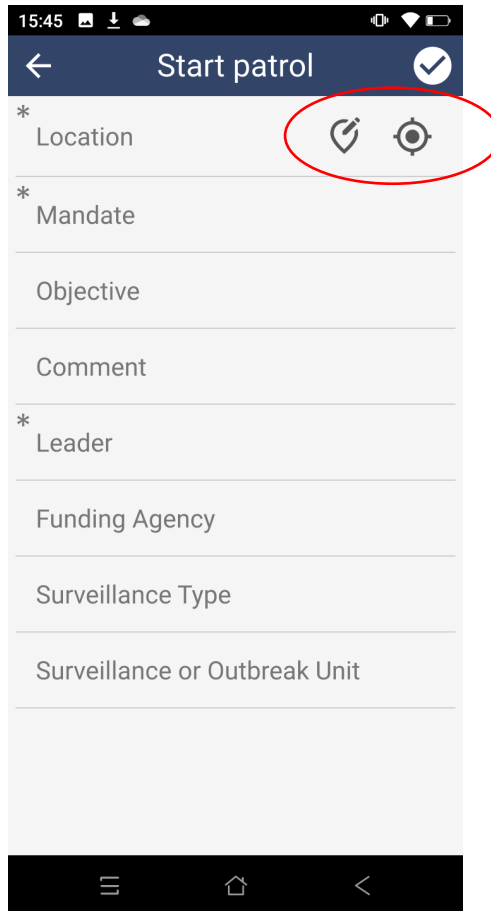 15:45
Start patrol
*
Location
*
Mandate
Objective
Comment
*
Leader
Funding Agency
Surveillance Type
Surveillance or Outbreak Unit